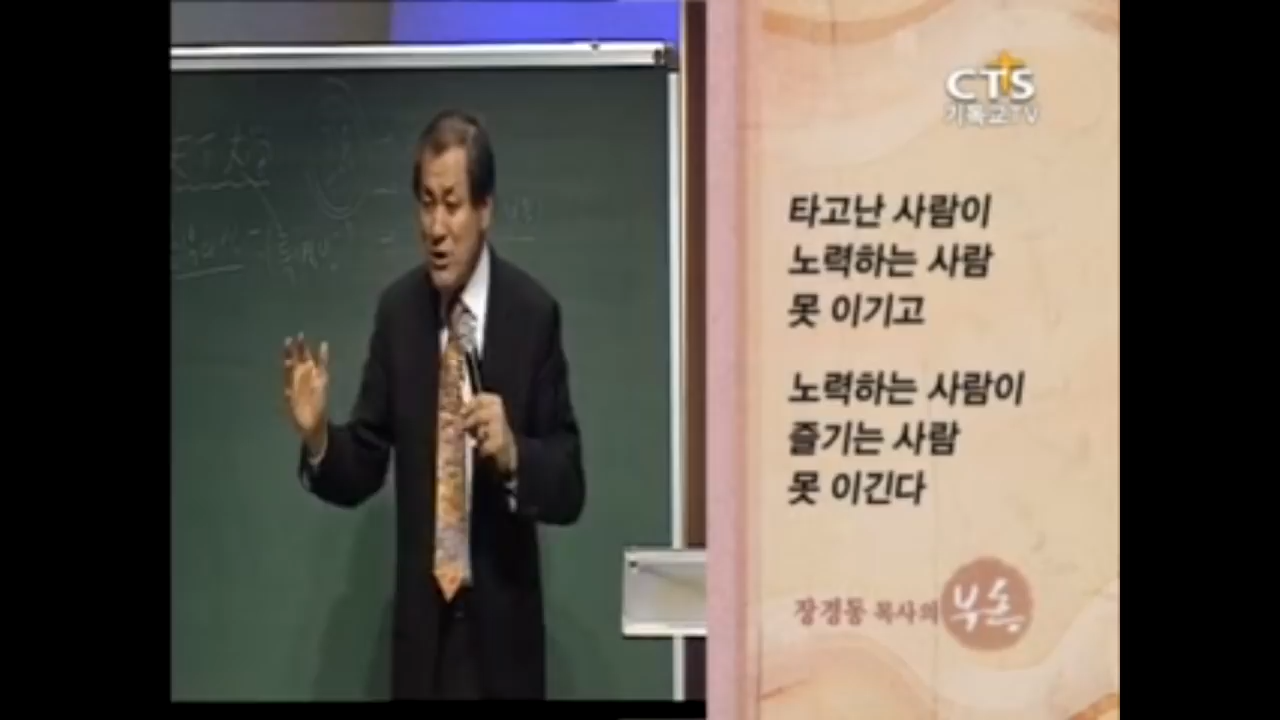 CTS
기독교TV
타고난 사람이
노력하는 사람
못 이기고
노력하는 사람이
즐기는 사람
못 이긴다
장경동 목사의 부흥